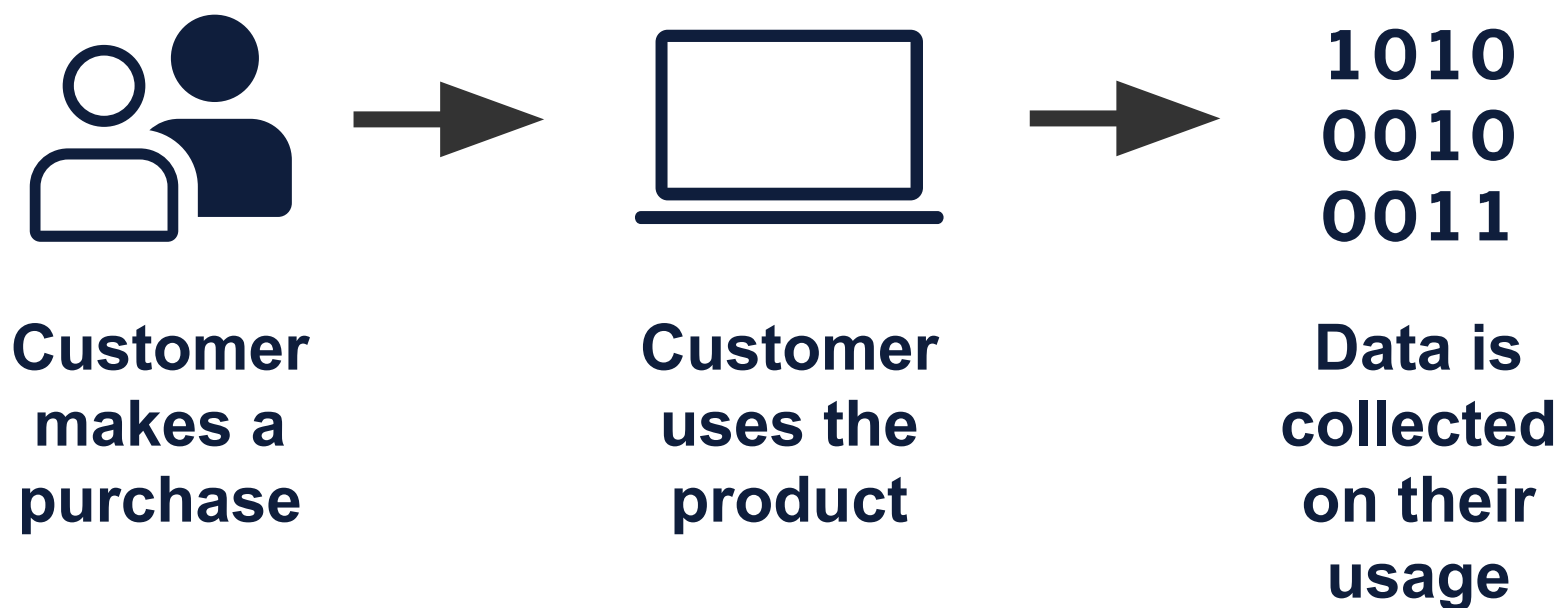 1010
0010
0011
Customer
makes a
purchase
Customer
uses the
product
Data is
collected
on their
usage